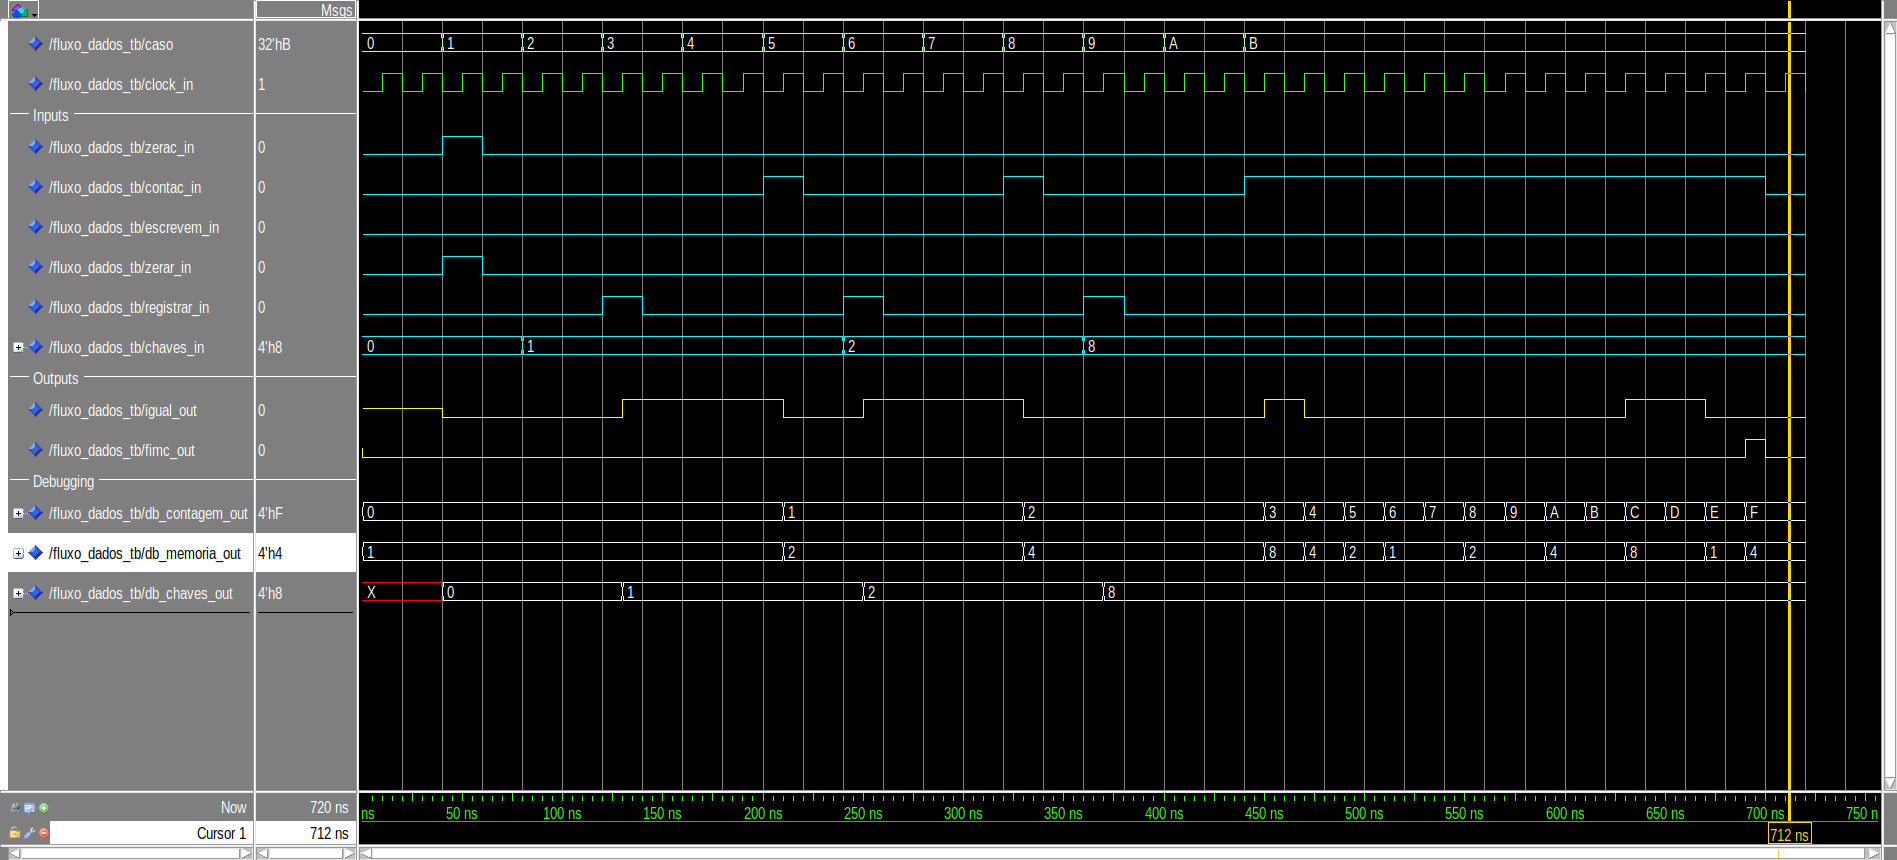 Msgs
/fluxo_dados_tb/caso 32'hB 0 1 2 3 4 5 6 7 8 9 A B
/fluxo_dados_tb/clock_in 1
Inputs
/fluxo_dados_tb/zerac_in 0
/fluxo_dados_tb/contac_in 0
/fluxo_dados_tb/escrevem_in 0
/fluxo_dados_tb/zerar_in 0
/fluxo_dados_tb/registrar_in 0
/fluxo_dados_tb/chaves_in 4'h8 0 1 2 8
Outputs
/fluxo_dados_tb/igual_out 0
/fluxo_dados_tb/fimc_out 0
Debugging
/fluxo_dados_tb/db_contagem_out 4'hF 0 1 2 3 4 5 6 7 8 9 A B C D E F
/fluxo_dados_tb/db_memoria_out 4'h4 1 2 4 8 4 2 1 2 4 8 1 4
/fluxo_dados_tb/db_chaves_out 4'h8 X 0 1 2 8
Now 720 ns ns 50 ns 100 ns 150 ns 200 ns 250 ns 300 ns 350 ns 400 ns 450 ns 500 ns 550 ns 600 ns 650 ns 700 ns 750 n
Cursor 1 712 ns 712 ns